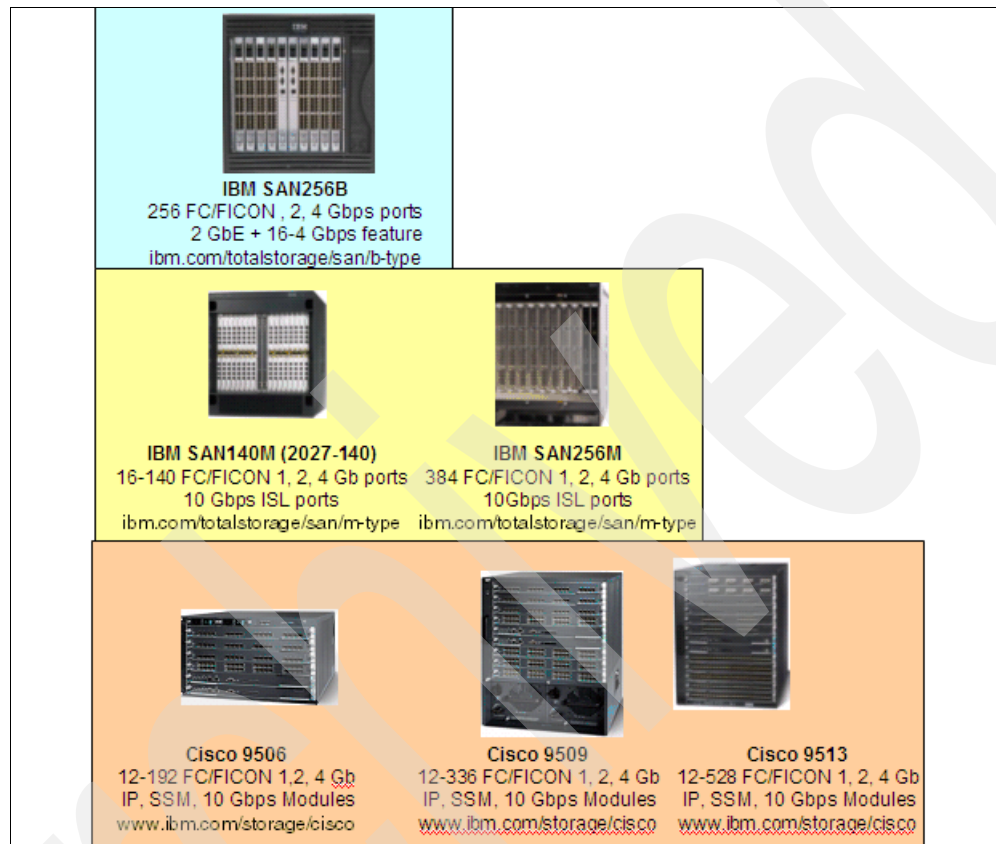 IBM
IBM SAN256B
256 FC/FICON , 2, 4 Gbps ports
2 GbE + 16-4 Gbps feature
ibm.com/totalstorage/san/b-type
IBM SAN140M (2027-140)
16-140 FC/FICON 1, 2, 4 Gb ports
10 Gbps ISL ports
ibm.com/totalstorage/san/m-type
IBM SAN256M
384 FC/FICON 1, 2, 4 Gb ports
10Gbps ISL ports
ibm.com/totalstorage/san/m-type
Cisco 9506
12-192 FC/FICON 1,2, 4 Gb
IP, SSM, 10 Gbps Modules
www.ibm.com/storage/cisco
Cisco 9509
12-336 FC/FICON 1, 2, 4 Gb
IP, SSM, 10 Gbps Modules
www.ibm.com/storage/cisco
Cisco 9513
12-528 FC/FICON 1, 2, 4 Gb
IP, SSM, 10 Gbps Modules
www.ibm.com/storage/cisco